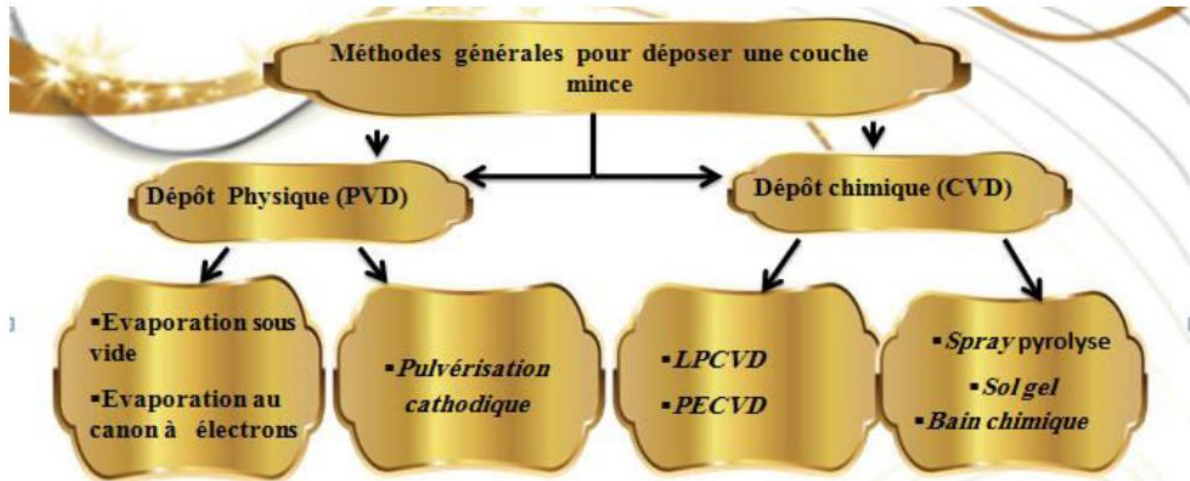 Méthodes générales pour déposer une couche
mince
Dépôt Physique (PVD)
Dépôt chimique (CVD)
▪Evaporation sous
vide
▪Evaporation au
canon à électrons
▪Pulvérisation
cathodique
▪LPCVD
▪PECVD
▪Spray pyrolyse
▪Sol gel
▪Bain chimique